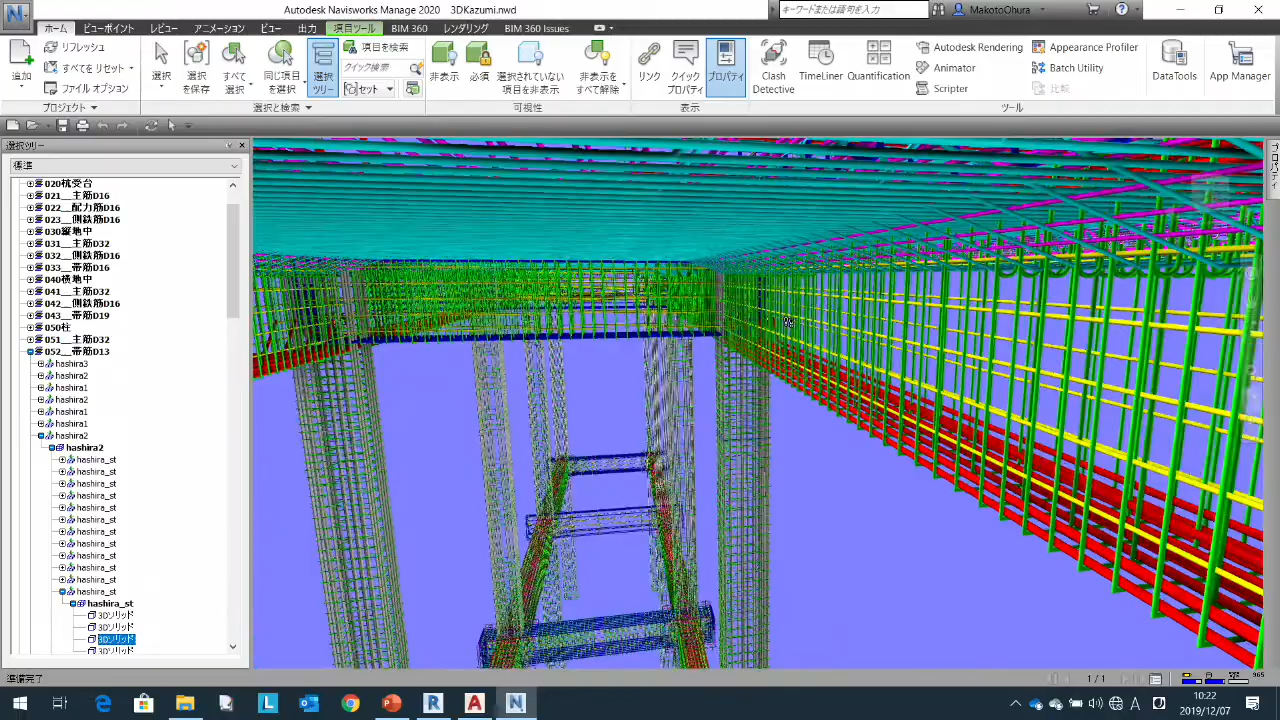 Autodesk Navisworks Manage 2020 3DKazumi.nwd
キーワードまたは語句を入力
MakotoOhura
ホーム ビューポイント レビュー アニメーション ビュー 出力 項目ツール BIM 360 レンダリング BIM 360 Issues
追加
リフレッシュ
すべてをリセット...
ファイル オプション
プロジェクト
選択
選択を保存
すべて選択
同じ項目を選択
選択ツリー
項目を検索
クイック検索
セット
選択と検索
非表示
必須
選択されていない項目を非表示
非表示をすべて解除
可視性
リンク
クイック プロパティ
プロパティ
表示
Clash Detective
TimeLiner
Quantification
Autodesk Rendering
Animator
Scripter
Appearance Profiler
Batch Utility
比較
DataTools
App Manager
ツール
選択ツリー
標準
020杭受台
021__主筋D16
022__配力筋D16
023__側鉄筋D16
030縦地中
031__主筋D32
032__側鉄筋D16
033__帯筋D16
040横地中
041__主筋D32
042__側鉄筋D16
043__帯筋D19
050柱
051__主筋D32
052__帯筋D13
hashira3
hashira2
hashira1
hashira2
hashira1
hashira1
hashira2
hashira2
hashira_st
hashira_st
hashira_st
hashira_st
hashira_st
hashira_st
hashira_st
hashira_st
hashira_st
hashira_st
hashira_st
hashira_st
hashira_st
3Dソリッド
3Dソリッド
3Dソリッド
3Dソリッド
プロパティ
準備完了
1 / 1
965
10:22
2019/12/07